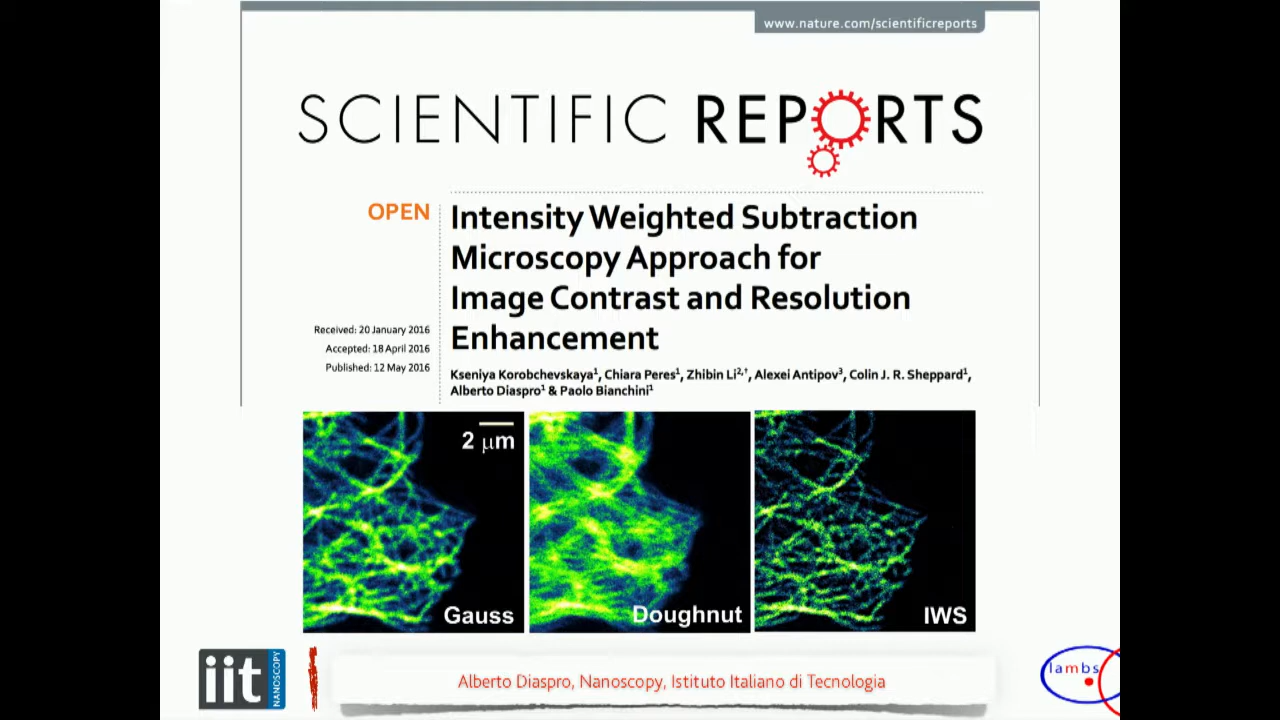 www.nature.com/scientificreports
SCIENTIFIC REPORTS
OPEN
Intensity Weighted Subtraction
Microscopy Approach for
Image Contrast and Resolution
Enhancement
Received: 20 January 2016
Accepted: 18 April 2016
Published: 12 May 2016
Kseniya Korobchevskaya¹, Chiara Peres¹, Zhibin Li²,†, Alexei Antipov³, Colin J. R. Sheppard¹,
Alberto Diaspro¹ & Paolo Bianchini¹
2 µm
Gauss
Doughnut
IWS
iit
NANOSCOPY
Alberto Diaspro, Nanoscopy, Istituto Italiano di Tecnologia
lambs